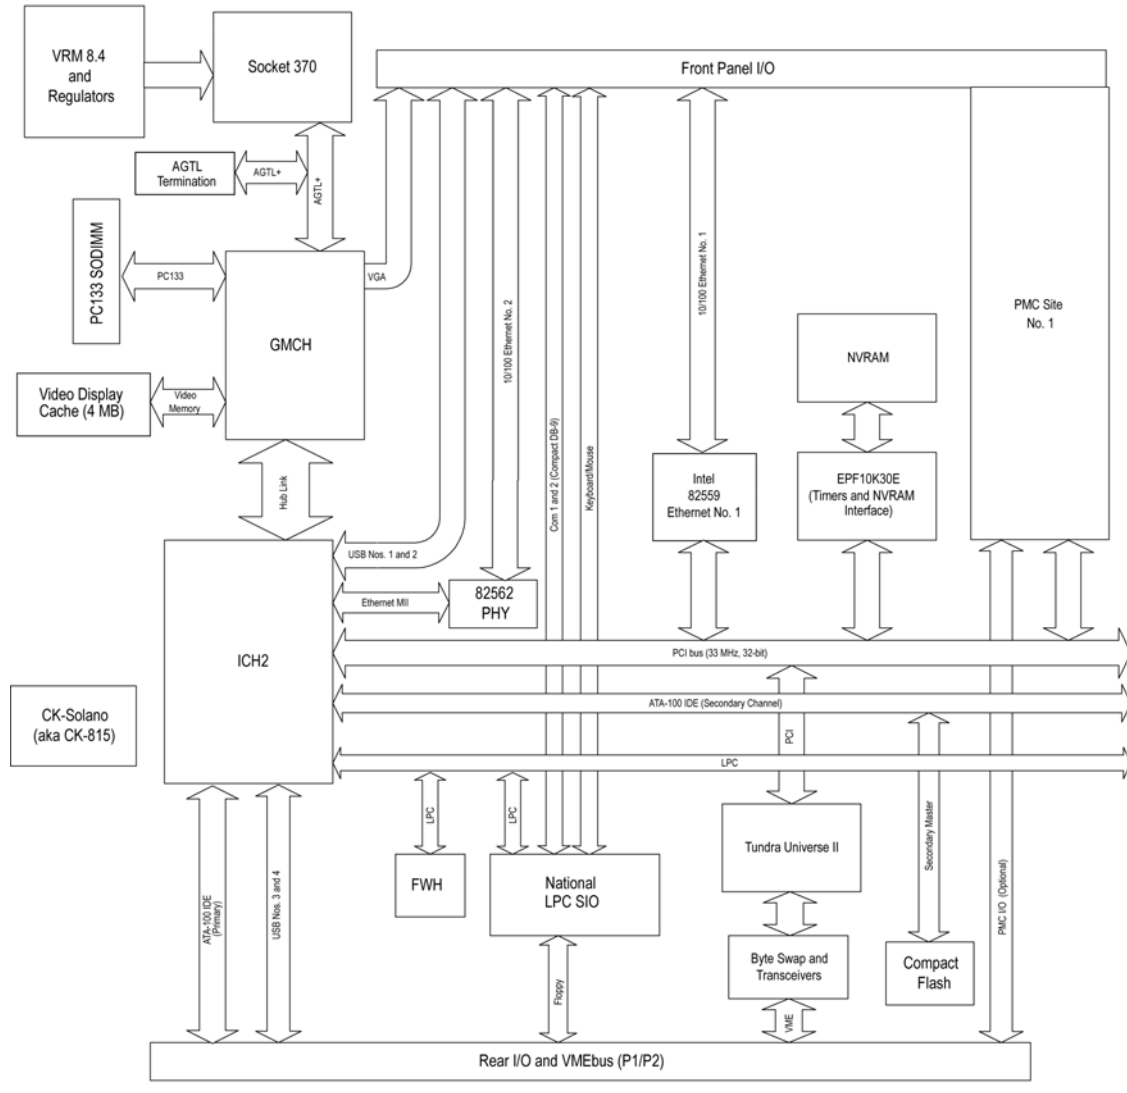 VRM 8.4
and
Regulators
Socket 370
Front Panel I/O
AGTL
Termination
AGTL+
AGTL+
PC133 SODIMM
PC133
GMCH
VGA
Video Display
Cache (4 MB)
Video
Memory
Hub Link
10/100 Ethernet No. 2
Com 1 and 2 (Compact DB-9)
Keyboard/Mouse
10/100 Ethernet No. 1
PMC Site
No. 1
NVRAM
Intel
82559
Ethernet No. 1
EPF10K30E
(Timers and NVRAM
Interface)
USB Nos. 1 and 2
Ethernet MII
82562
PHY
ICH2
PCI bus (33 MHz, 32-bit)
CK-Solano
(aka CK-815)
ATA-100 IDE (Secondary Channel)
PCI
LPC
LPC
LPC
FWH
National
LPC SIO
Tundra Universe II
Secondary Master
PMC I/O (Optional)
ATA-100 IDE
(Primary)
USB Nos. 3 and 4
Floppy
Byte Swap and
Transceivers
VME
Compact
Flash
Rear I/O and VMEbus (P1/P2)